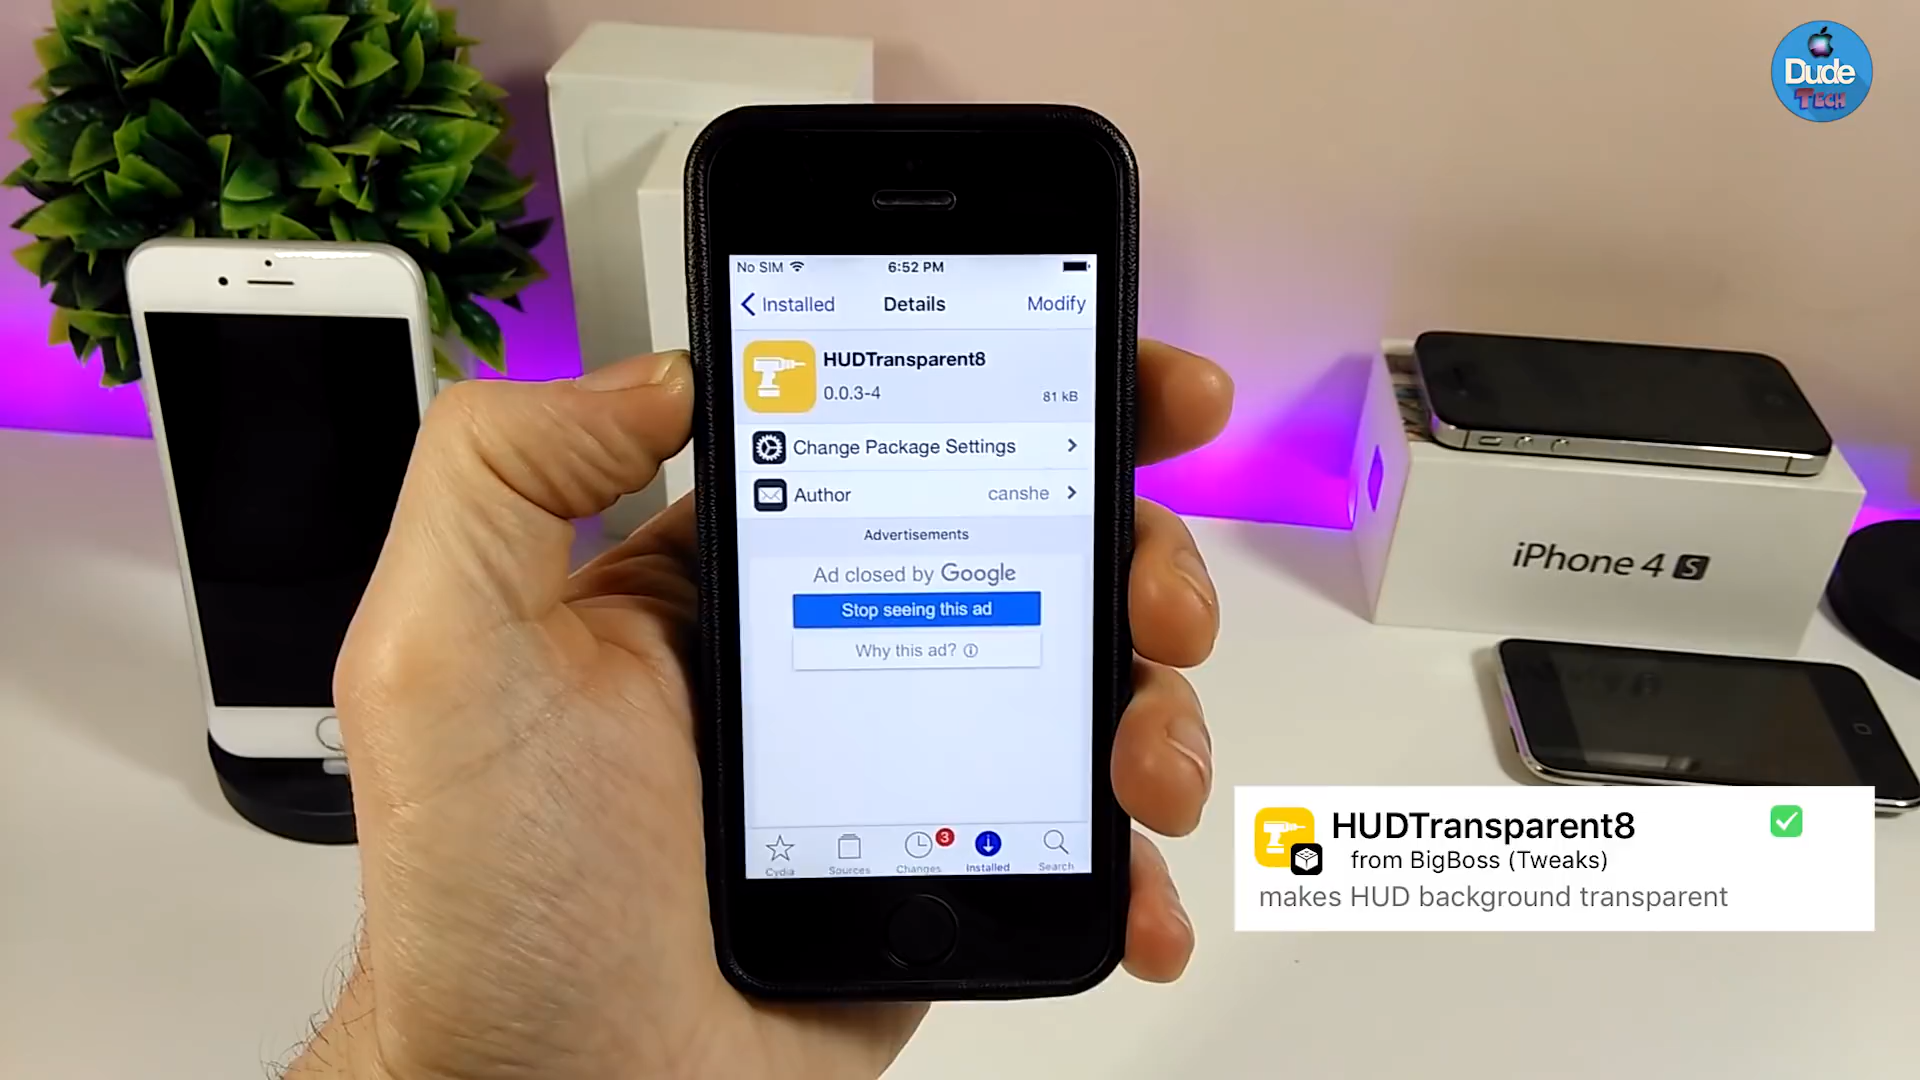 Dude
TECH
No SIM
6:52 PM
Installed
Details
Modify
HUDTransparent8
0.0.3-4
81 kB
Change Package Settings
Author
canshe
Advertisements
Ad closed by Google
Stop seeing this ad
Why this ad?
3
Cydia
Sources
Changes
Installed
Search
iPhone 4 S
HUDTransparent8
from BigBoss (Tweaks)
makes HUD background transparent